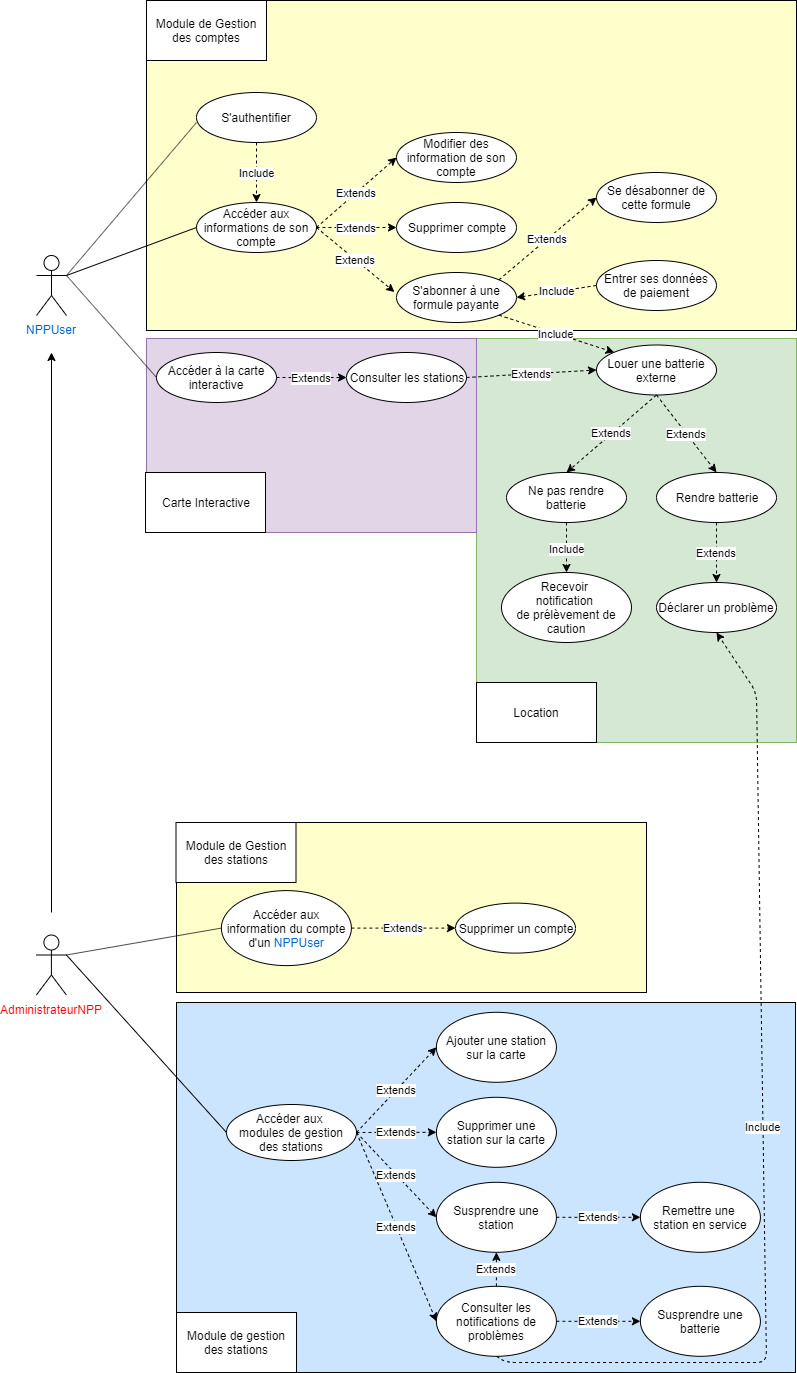 Module de Gestion
des comptes
S'authentifier
Include
Modifier des
information de son
compte
Extends
Accéder aux
informations de son
compte
Extends
Supprimer compte
Se désabonner de
cette formule
Extends
Extends
S'abonner à une
formule payante
Include
Entrer ses données
de paiement
NPPUser
Include
Accéder à la carte
interactive
Extends
Consulter les stations
Extends
Louer une batterie
externe
Extends
Extends
Carte Interactive
Ne pas rendre
batterie
Rendre batterie
Include
Extends
Recevoir
notification
de prélèvement de
caution
Déclarer un problème
Location
Module de Gestion
des stations
Accéder aux
information du compte
d'un NPPUser
Extends
Supprimer un compte
AdministrateurNPP
Ajouter une station
sur la carte
Extends
Accéder aux
modules de gestion
des stations
Extends
Supprimer une
station sur la carte
Include
Extends
Susprendre une
station
Extends
Remettre une
station en service
Extends
Extends
Consulter les
notifications de
problèmes
Extends
Susprendre une
batterie
Module de gestion
des stations